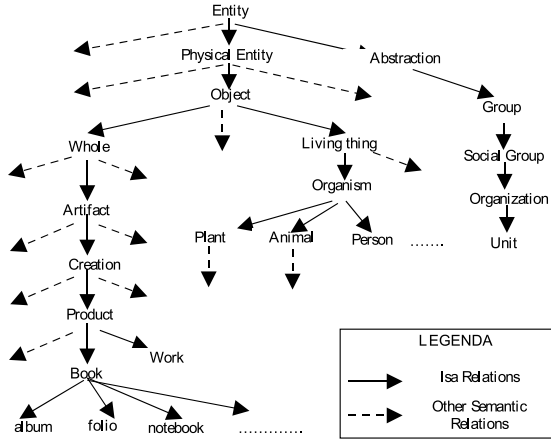 Entity
Physical Entity
Abstraction
Object
Group
Whole
Living thing
Social Group
Organism
Artifact
Organization
Plant
Animal
Person
.......
Unit
Creation
Product
Work
Book
album
folio
notebook
.............
LEGENDA
Isa Relations
Other Semantic
Relations